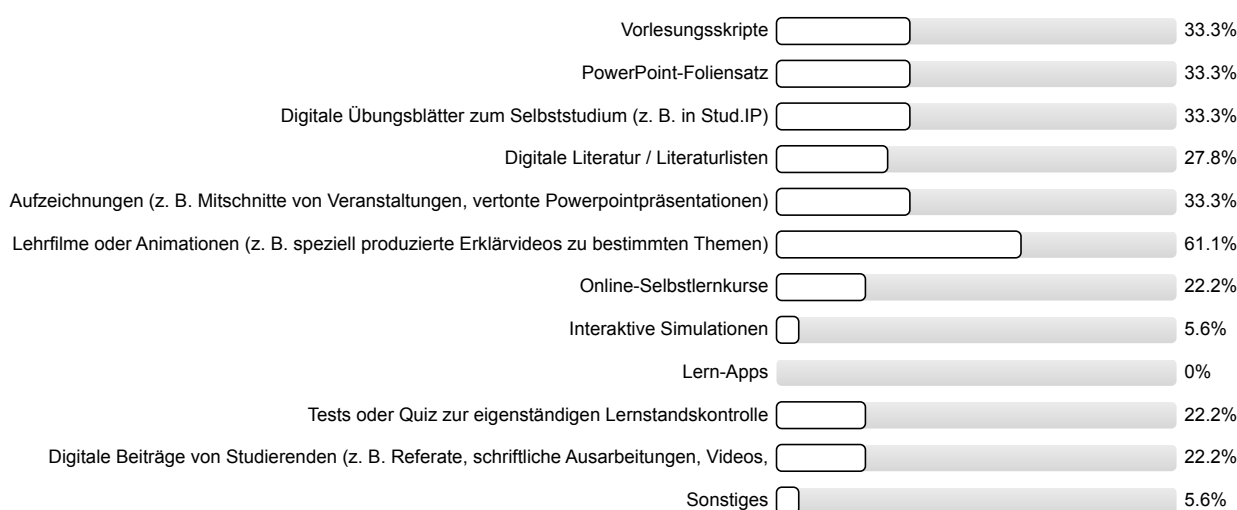 Vorlesungsskripte 33.3%
PowerPoint-Foliensatz 33.3%
Digitale Übungsblätter zum Selbststudium (z. B. in Stud.IP) 33.3%
Digitale Literatur / Literaturlisten 27.8%
Aufzeichnungen (z. B. Mitschnitte von Veranstaltungen, vertonte Powerpointpräsentationen) 33.3%
Lehrfilme oder Animationen (z. B. speziell produzierte Erklärvideos zu bestimmten Themen) 61.1%
Online-Selbstlernkurse 22.2%
Interaktive Simulationen 5.6%
Lern-Apps 0%
Tests oder Quiz zur eigenständigen Lernstandskontrolle 22.2%
Digitale Beiträge von Studierenden (z. B. Referate, schriftliche Ausarbeitungen, Videos, 22.2%
Sonstiges 5.6%